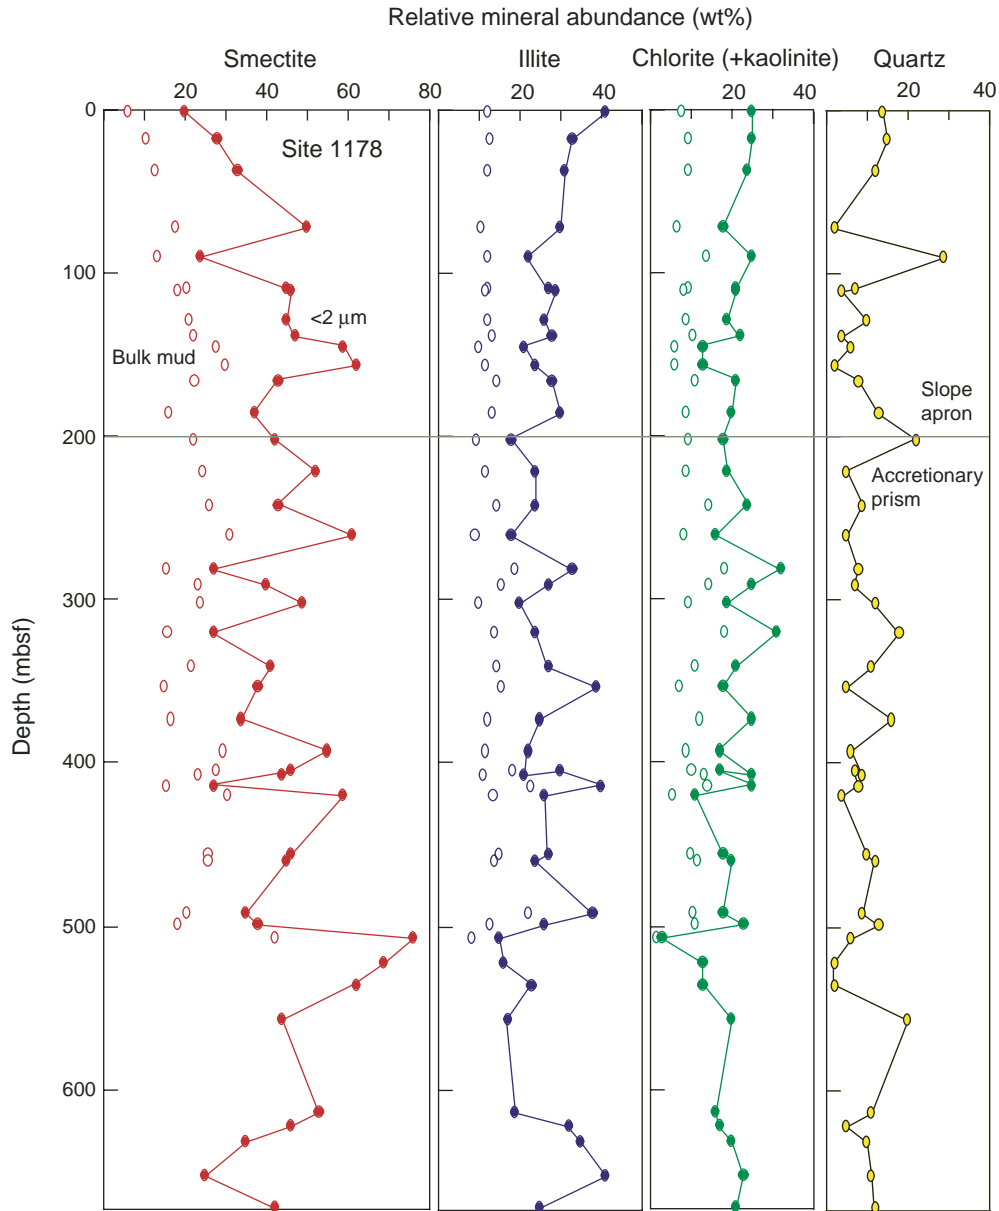 Relative mineral abundance (wt%)
Smectite
Illite
Chlorite (+kaolinite)
Quartz
20 40 60 80
20 40
20 40
20 40
0
100
200
300
400
500
600
Depth (mbsf)
Site 1178
<2 μm
Bulk mud
Slope
apron
Accretionary
prism